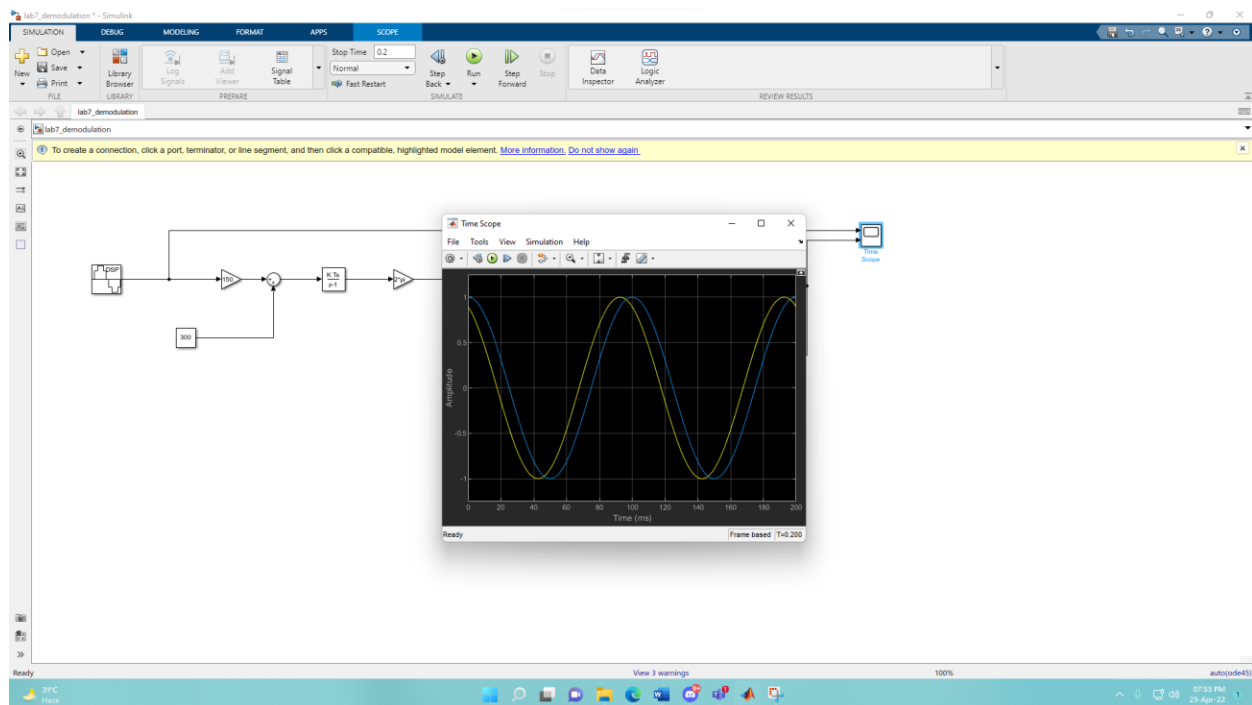 lab7_demodulation * - Simulink
SIMULATION DEBUG MODELING FORMAT APPS SCOPE
New
Open
Save
Print
FILE
Library Browser
LIBRARY
Log Signals
Add Viewer
Signal Table
PREPARE
Stop Time 0.2
Normal
Fast Restart
Step Back
Run
Step Forward
Stop
SIMULATE
Data Inspector
Logic Analyzer
REVIEW RESULTS
lab7_demodulation
lab7_demodulation
To create a connection, click a port, terminator, or line segment, and then click a compatible, highlighted model element. More information. Do not show again
DSP
150
300
K Ts
z-1
2*pi
Time Scope
Time Scope
File Tools View Simulation Help
1
0.5
0
-0.5
-1
Amplitude
0 20 40 60 80 100 120 140 160 180 200
Time (ms)
Ready Frame based T=0.200
Ready View 3 warnings 100% auto(ode45)
31°C
07:53 PM
23-Apr-22
1